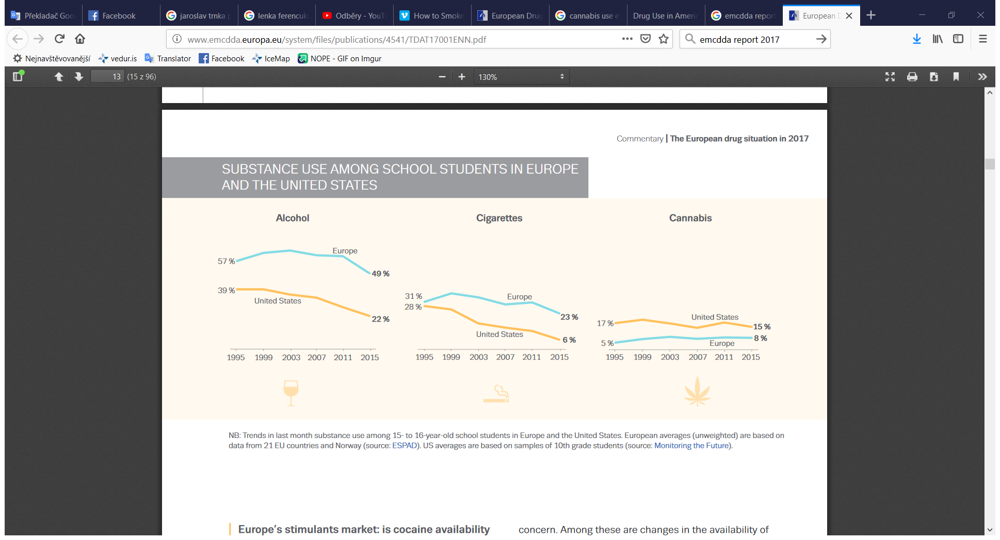 Překladač Goo
Facebook
jaroslav trnka p
lenka ferencuk
Odběry - YouT
How to Smoke
European Drug
cannabis use e
Drug Use in Ameri
emcdda report
European D
www.emcdda.europa.eu/system/files/publications/4541/TDAT17001ENN.pdf
emcdda report 2017
Nejnavštěvovanější
vedur.is
Translator
Facebook
IceMap
NOPE - GIF on Imgur
13 (15 z 96)
130%
Commentary | The European drug situation in 2017
SUBSTANCE USE AMONG SCHOOL STUDENTS IN EUROPE
AND THE UNITED STATES
Alcohol
57 %
Europe
49 %
39 %
United States
22 %
1995 1999 2003 2007 2011 2015
Cigarettes
31 %
28 %
Europe
23 %
United States
6 %
1995 1999 2003 2007 2011 2015
Cannabis
17 %
United States
15 %
5 %
Europe
8 %
1995 1999 2003 2007 2011 2015
NB: Trends in last month substance use among 15- to 16-year-old school students in Europe and the United States. European averages (unweighted) are based on
data from 21 EU countries and Norway (source: ESPAD). US averages are based on samples of 10th grade students (source: Monitoring the Future).
Europe's stimulants market: is cocaine availability
concern. Among these are changes in the availability of